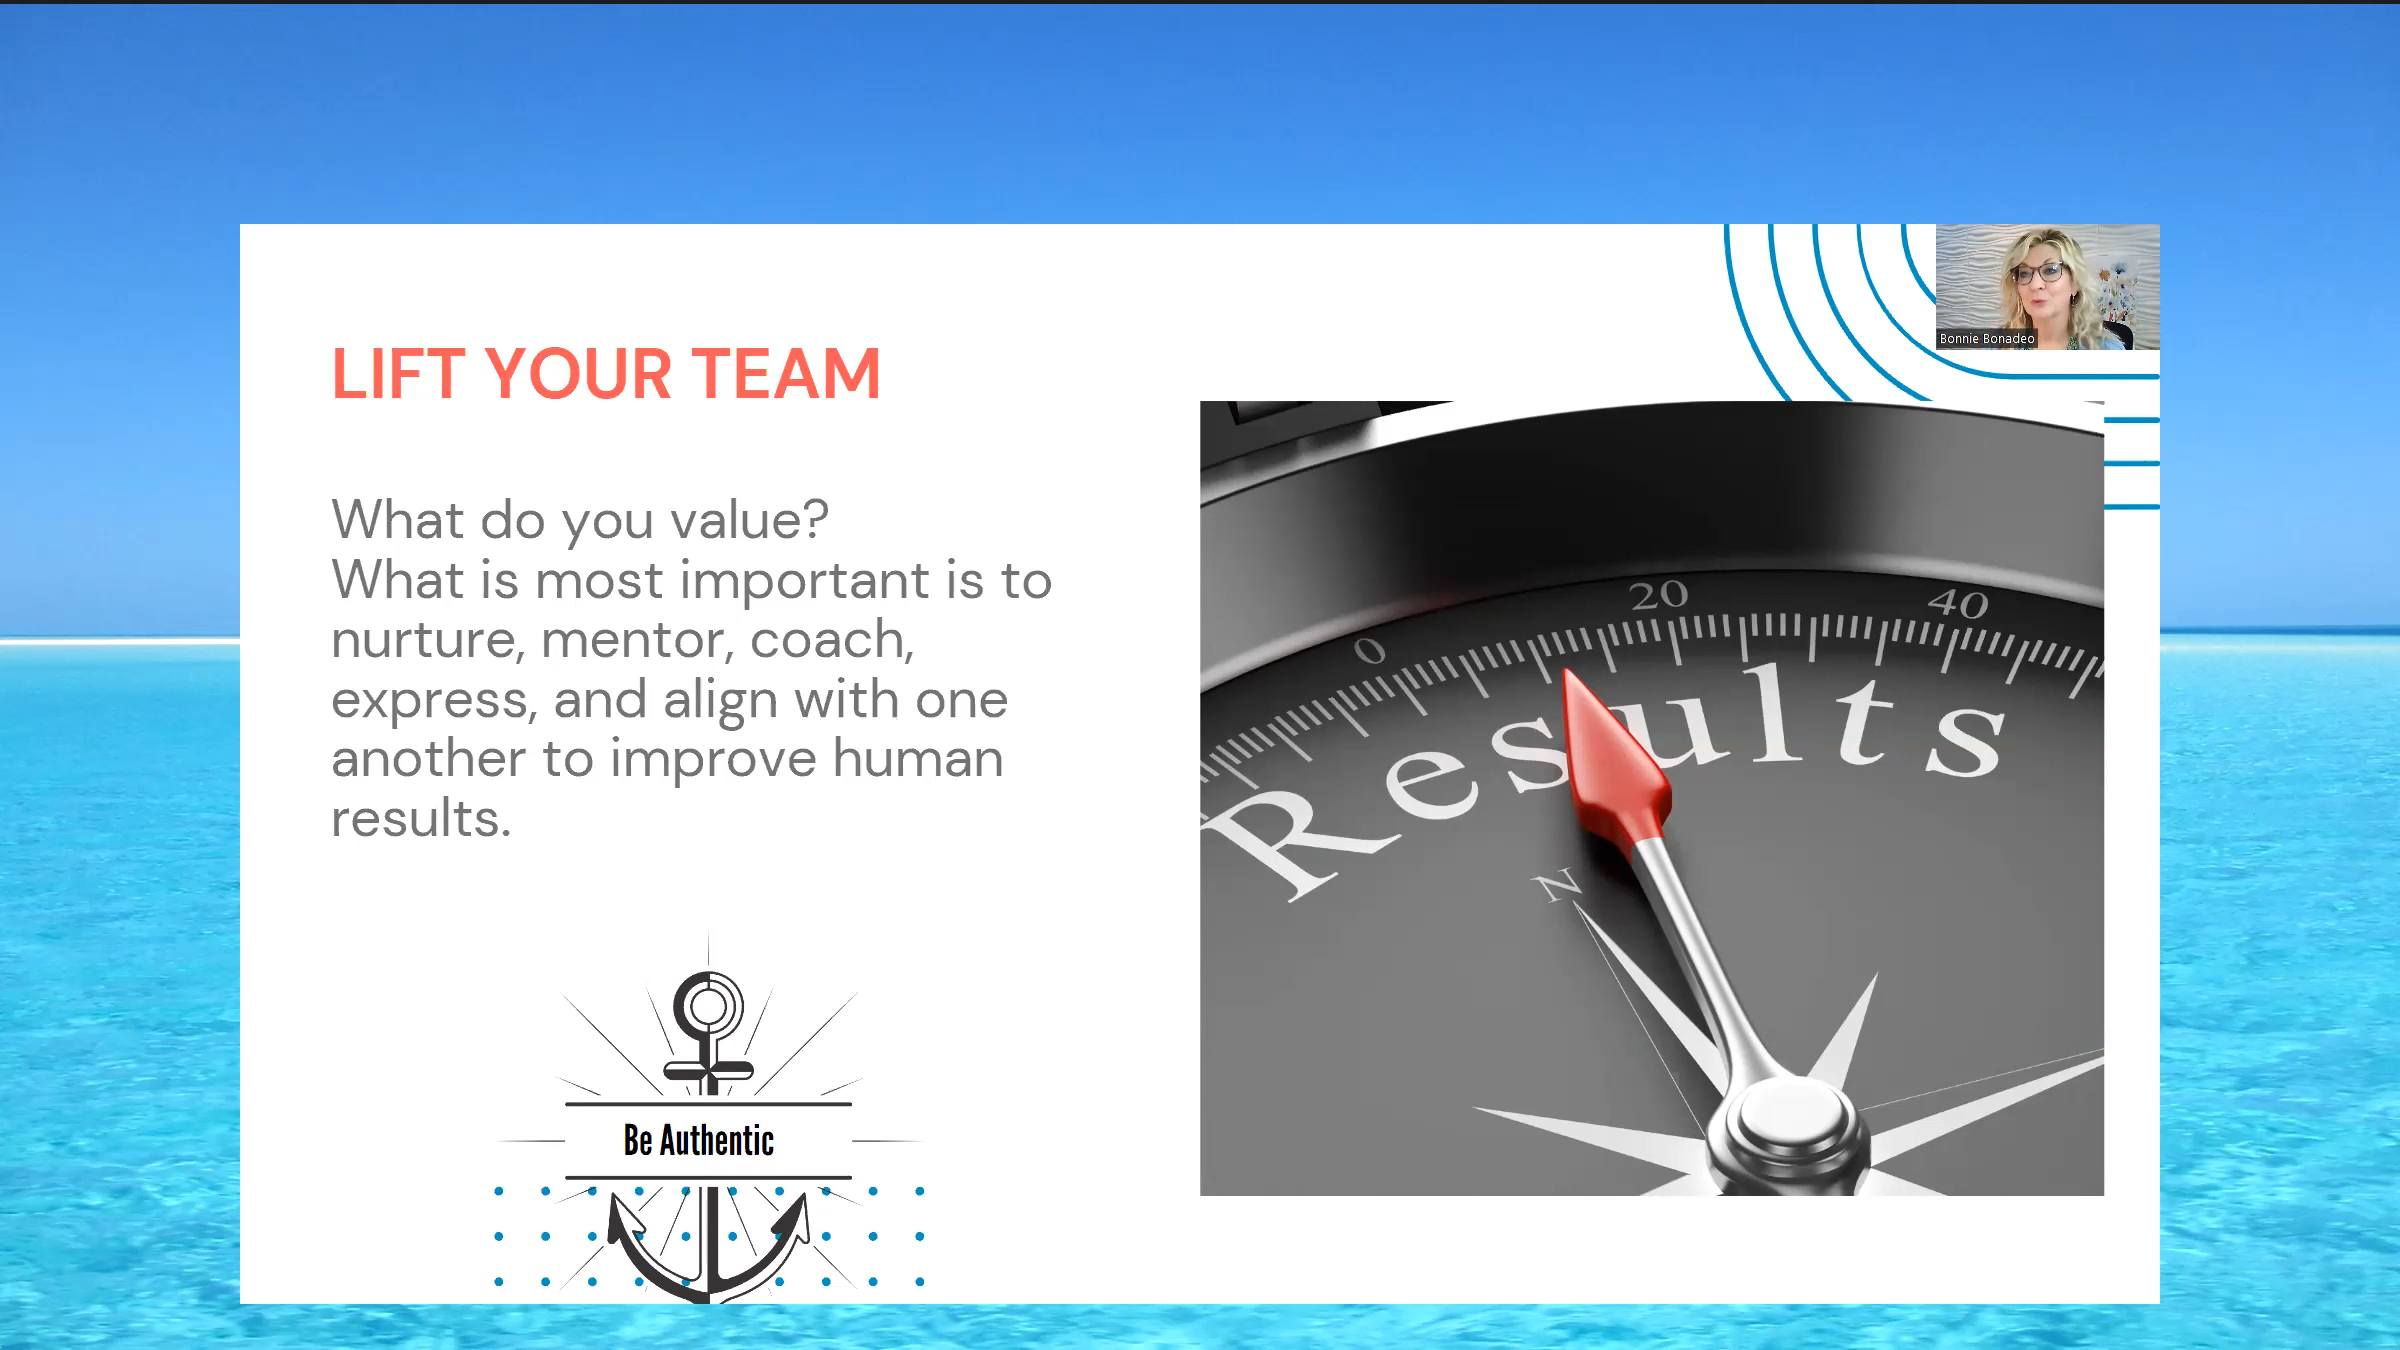 Bonnie Bonadeo
LIFT YOUR TEAM
What do you value?
What is most important is to
nurture, mentor, coach,
express, and align with one
another to improve human
results.
0
20
40
Results
N
Be Authentic